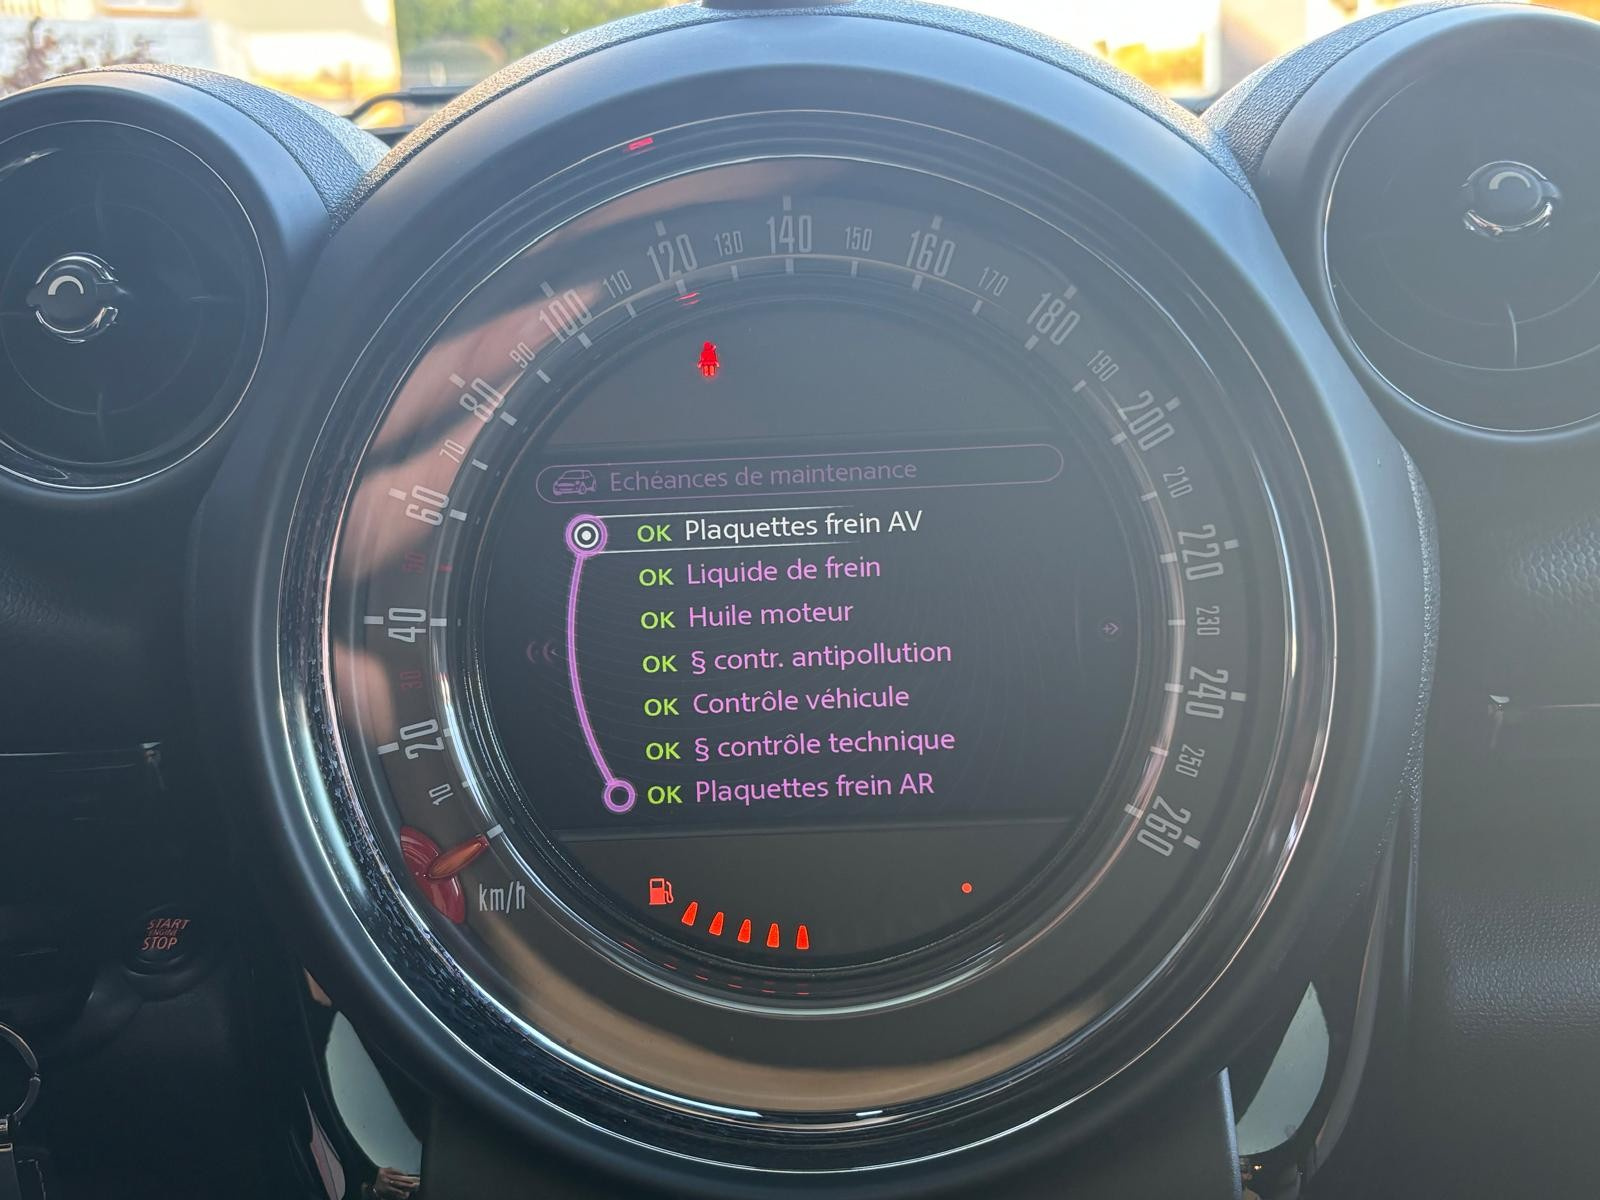 10
20
30
40
50
60
70
80
90
100
110
120
130
140
150
160
170
180
190
200
210
220
230
240
250
260
km/h
Echéances de maintenance
OK Plaquettes frein AV
OK Liquide de frein
OK Huile moteur
OK § contr. antipollution
OK Contrôle véhicule
OK § contrôle technique
OK Plaquettes frein AR
START
ENGINE
STOP